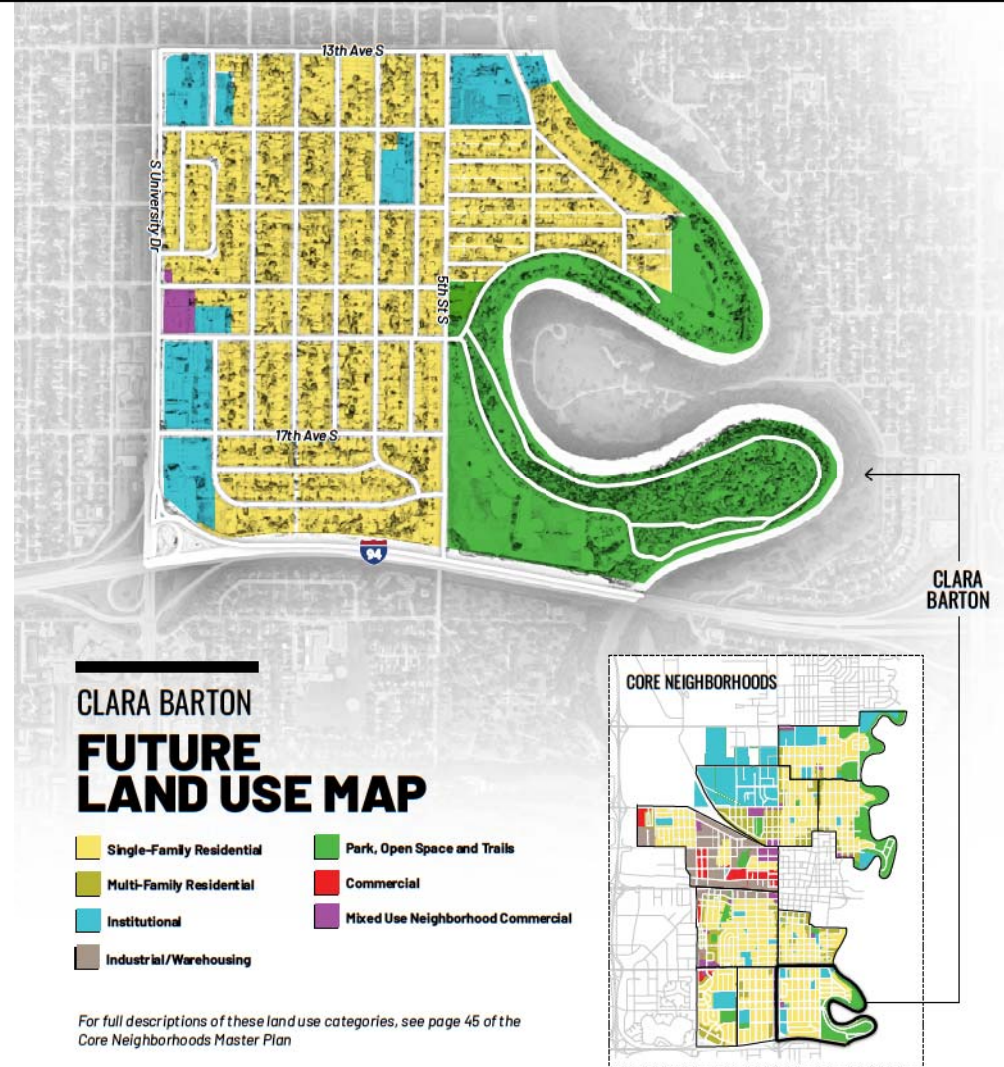 13th Ave S
S University Dr
5th St S
17th Ave S
94
CLARA
BARTON
CLARA BARTON
FUTURE
LAND USE MAP
Single-Family Residential
Multi-Family Residential
Institutional
Industrial/Warehousing
Park, Open Space and Trails
Commercial
Mixed Use Neighborhood Commercial
For full descriptions of these land use categories, see page 45 of the
Core Neighborhoods Master Plan
CORE NEIGHBORHOODS